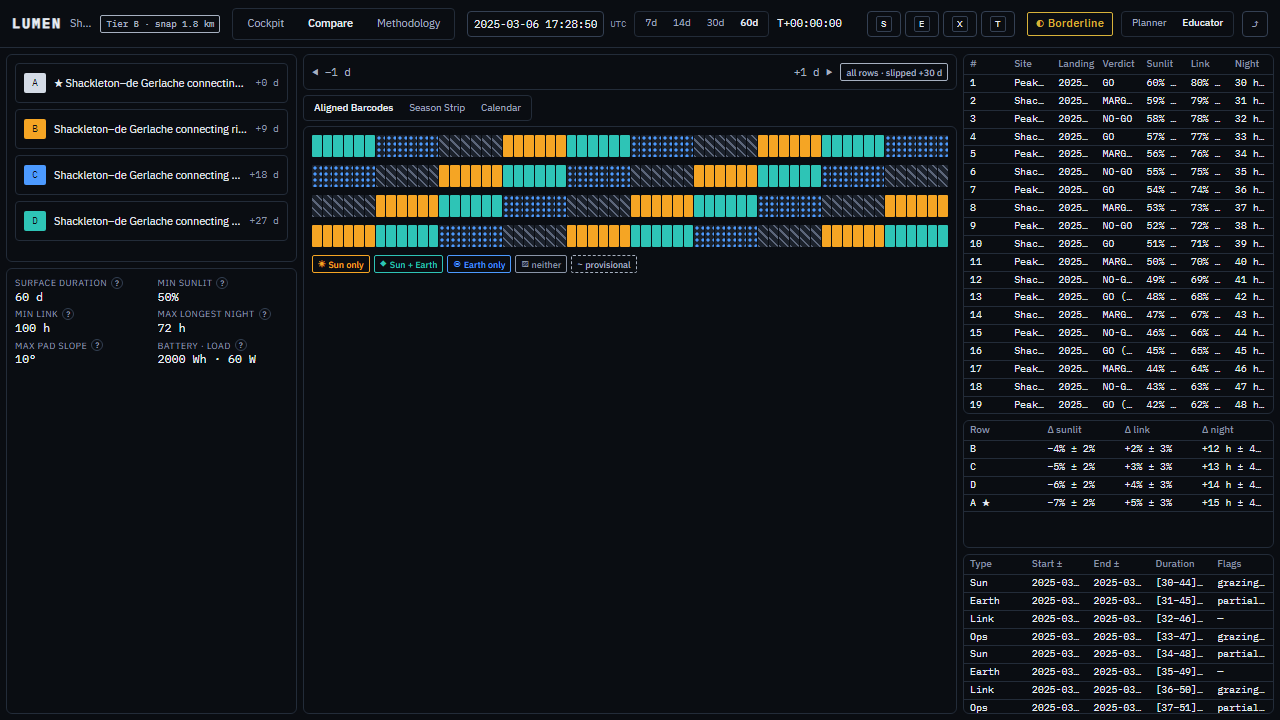 LUMEN Sh… Tier B · snap 1.8 km Cockpit Compare Methodology 2025-03-06 17:28:50 UTC 7d 14d 30d 60d T+00:00:00 S E X T ◐ Borderline Planner Educator ⤴
A ★ Shackleton–de Gerlache connectin… +0 d
B Shackleton–de Gerlache connecting ri… +9 d
C Shackleton–de Gerlache connecting … +18 d
D Shackleton–de Gerlache connecting … +27 d
SURFACE DURATION ? MIN SUNLIT ?
60 d 50%
MIN LINK ? MAX LONGEST NIGHT ?
100 h 72 h
MAX PAD SLOPE ? BATTERY · LOAD ?
10° 2000 Wh · 60 W
◀ −1 d +1 d ▶ all rows · slipped +30 d
Aligned Barcodes Season Strip Calendar
Sun only Sun + Earth Earth only neither ~ provisional
# Site Landing Verdict Sunlit Link Night
1 Peak… 2025… GO 60% … 80% … 30 h…
2 Shac… 2025… MARG… 59% … 79% … 31 h…
3 Peak… 2025… NO-GO 58% … 78% … 32 h…
4 Shac… 2025… GO 57% … 77% … 33 h…
5 Peak… 2025… MARG… 56% … 76% … 34 h…
6 Shac… 2025… NO-GO 55% … 75% … 35 h…
7 Peak… 2025… GO 54% … 74% … 36 h…
8 Shac… 2025… MARG… 53% … 73% … 37 h…
9 Peak… 2025… NO-GO 52% … 72% … 38 h…
10 Shac… 2025… GO 51% … 71% … 39 h…
11 Peak… 2025… MARG… 50% … 70% … 40 h…
12 Shac… 2025… NO-G… 49% … 69% … 41 h…
13 Peak… 2025… GO (… 48% … 68% … 42 h…
14 Shac… 2025… MARG… 47% … 67% … 43 h…
15 Peak… 2025… NO-G… 46% … 66% … 44 h…
16 Shac… 2025… GO (… 45% … 65% … 45 h…
17 Peak… 2025… MARG… 44% … 64% … 46 h…
18 Shac… 2025… NO-G… 43% … 63% … 47 h…
19 Peak… 2025… GO (… 42% … 62% … 48 h…
Row Δ sunlit Δ link Δ night
B −4% ± 2% +2% ± 3% +12 h ± 4…
C −5% ± 2% +3% ± 3% +13 h ± 4…
D −6% ± 2% +4% ± 3% +14 h ± 4…
A ★ −7% ± 2% +5% ± 3% +15 h ± 4…
Type Start ± End ± Duration Flags
Sun 2025-03… 2025-03… [30–44]… grazing…
Earth 2025-03… 2025-03… [31–45]… partial…
Link 2025-03… 2025-03… [32–46]… —
Ops 2025-03… 2025-03… [33–47]… grazing…
Sun 2025-03… 2025-03… [34–48]… partial…
Earth 2025-03… 2025-03… [35–49]… —
Link 2025-03… 2025-03… [36–50]… grazing…
Ops 2025-03… 2025-03… [37–51]… partial…